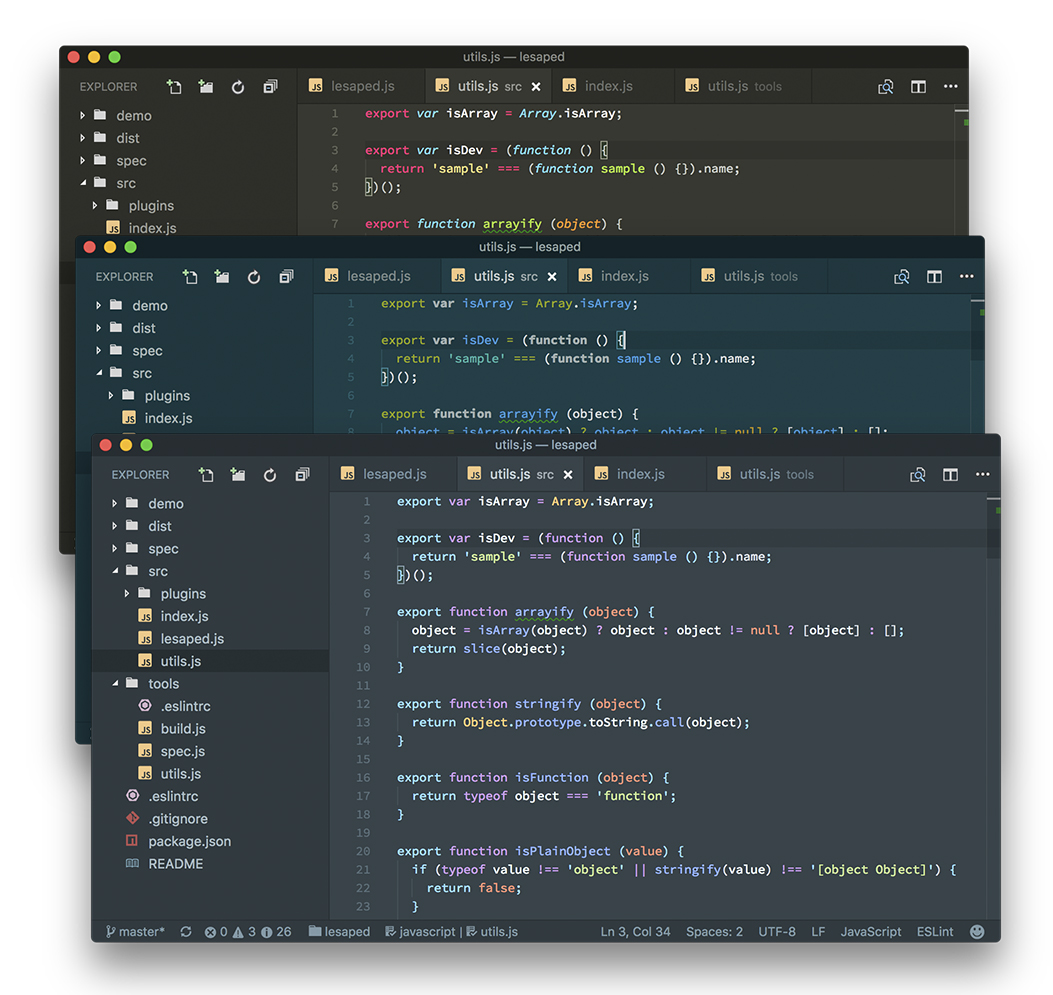 utils.js — lesaped
EXPLORER
lesaped.js
utils.js src
index.js
utils.js tools
demo
dist
spec
src
plugins
index.js
1 export var isArray = Array.isArray;
2
3 export var isDev = (function () {
4 return 'sample' === (function sample () {}).name;
5 })();
6
7 export function arrayify (object) {
utils.js — lesaped
EXPLORER
lesaped.js
utils.js src
index.js
utils.js tools
demo
dist
spec
src
plugins
index.js
1 export var isArray = Array.isArray;
2
3 export var isDev = (function () {
4 return 'sample' === (function sample () {}).name;
5 })();
6
7 export function arrayify (object) {
8 object = isArray(object) ? object : object != null ? [object] : [];
utils.js — lesaped
EXPLORER
lesaped.js
utils.js src
index.js
utils.js tools
demo
dist
spec
src
plugins
index.js
lesaped.js
utils.js
tools
.eslintrc
build.js
spec.js
utils.js
.eslintrc
.gitignore
package.json
README
1 export var isArray = Array.isArray;
2
3 export var isDev = (function () {
4 return 'sample' === (function sample () {}).name;
5 })();
6
7 export function arrayify (object) {
8 object = isArray(object) ? object : object != null ? [object] : [];
9 return slice(object);
10 }
11
12 export function stringify (object) {
13 return Object.prototype.toString.call(object);
14 }
15
16 export function isFunction (object) {
17 return typeof object === 'function';
18 }
19
20 export function isPlainObject (value) {
21 if (typeof value !== 'object' || stringify(value) !== '[object Object]') {
22 return false;
23 }
master* 0 3 26 lesaped javascript | utils.js Ln 3, Col 34 Spaces: 2 UTF-8 LF JavaScript ESLint